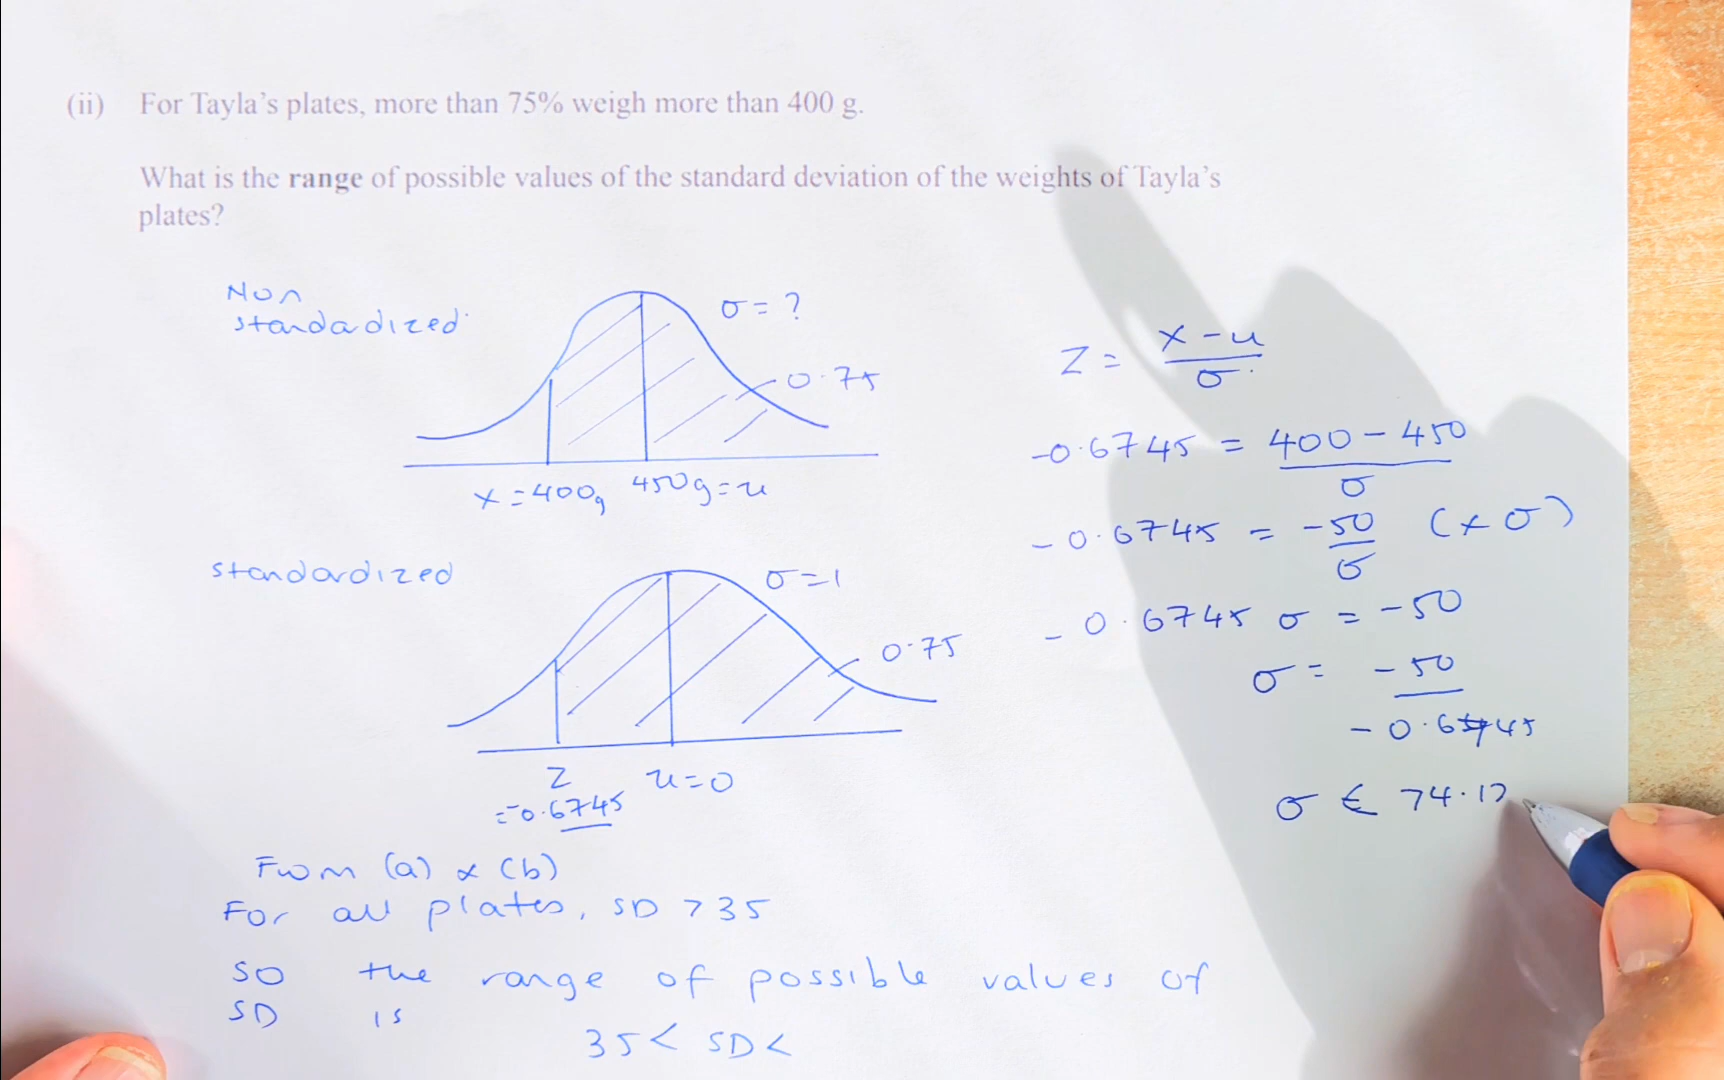 (ii) For Tayla's plates, more than 75% weigh more than 400 g.
What is the range of possible values of the standard deviation of the weights of Tayla's
plates?
Non
standardized
σ = ?
0.75
x = 400g 450g = u
standardized
σ = 1
0.75
Z u = 0
= -0.6745
From (a) & (b)
For all plates, SD > 35
So the range of possible values of
SD is
35 < SD <
Z = x - u / σ
-0.6745 = 400 - 450 / σ
-0.6745 = -50 / σ (× σ)
-0.6745 σ = -50
σ = -50 / -0.6745
σ € 74.12